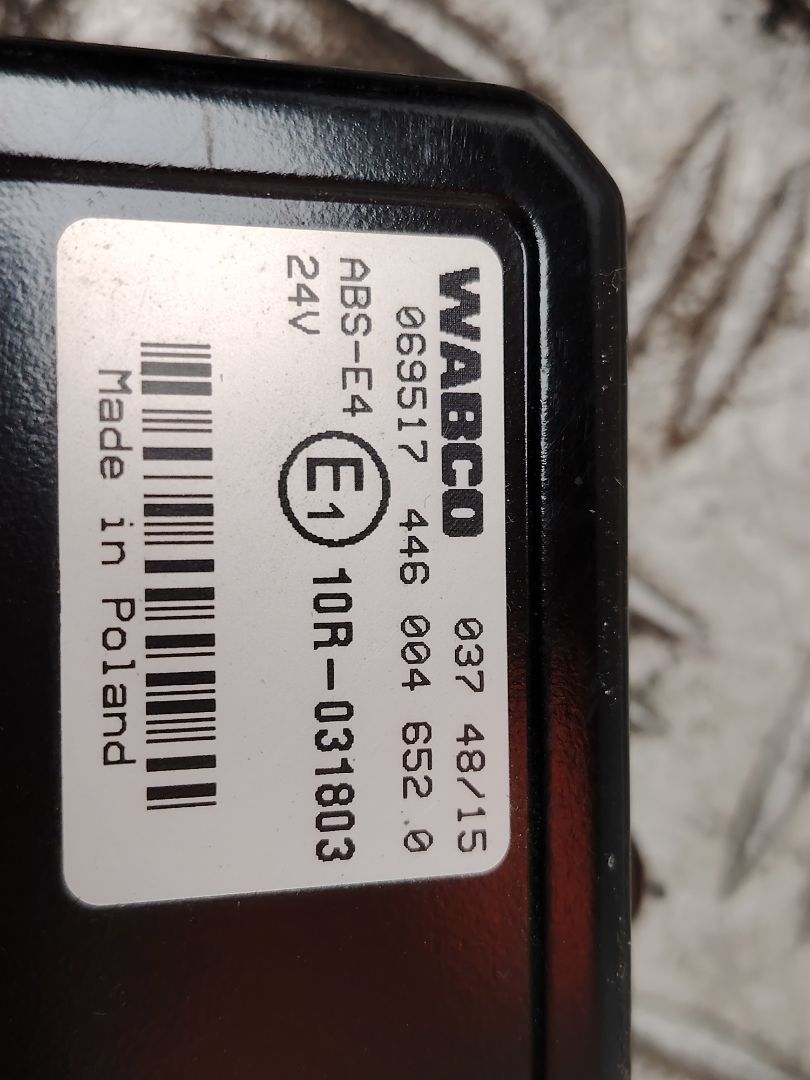 WABCO 037 48/15
069517 446 004 652.0
ABS-E4 E1 10R-031803
24V
Made in Poland